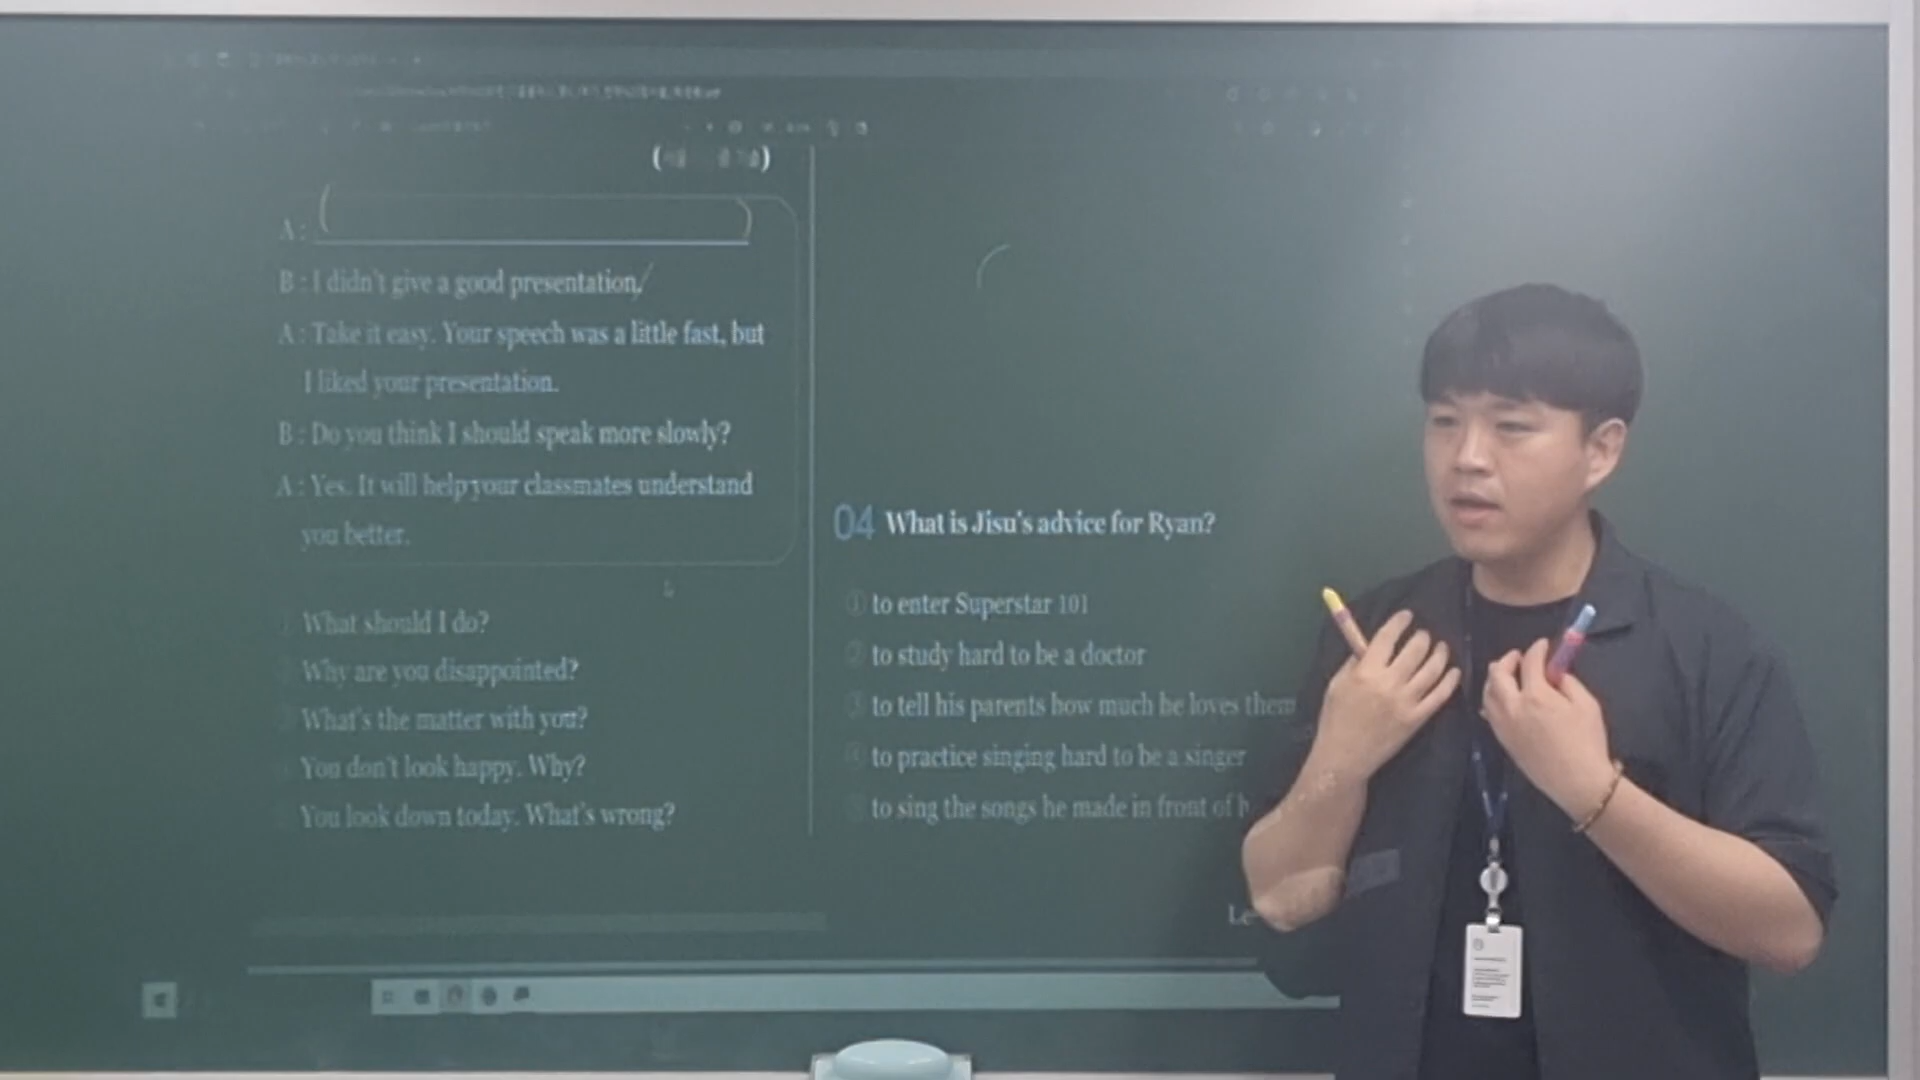 A :
B : I didn't give a good presentation.
A : Take it easy. Your speech was a little fast, but
I liked your presentation.
B : Do you think I should speak more slowly?
A : Yes. It will help your classmates understand
you better.
What should I do?
Why are you disappointed?
What's the matter with you?
You don't look happy. Why?
You look down today. What's wrong?
04 What is Jisu's advice for Ryan?
① to enter Superstar 101
② to study hard to be a doctor
③ to tell his parents how much he loves them
④ to practice singing hard to be a singer
to sing the songs he made in front of